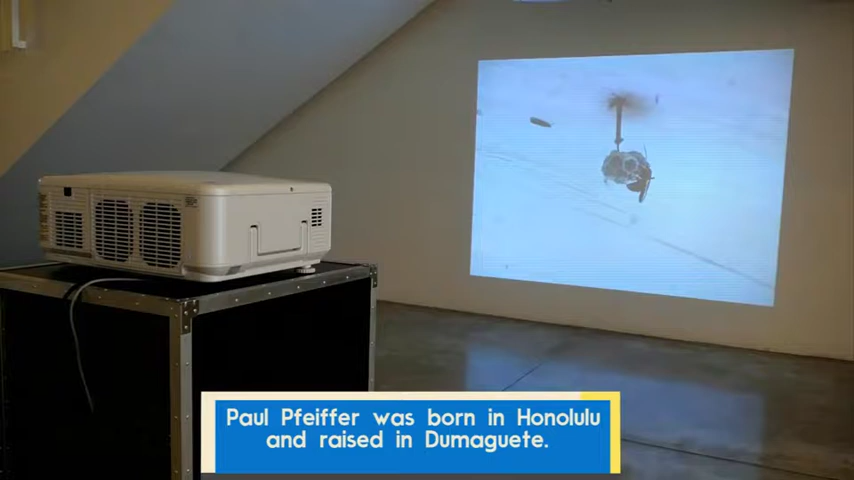 Paul Pfeiffer was born in Honolulu
and raised in Dumaguete.